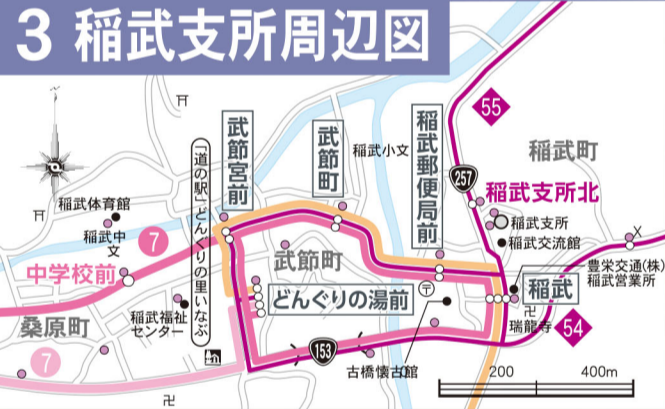 3 稲武支所周辺図
55
武節宮前
武節町
稲武小文
稲武郵便局前
稲武町
257
稲武支所北
「道の駅」どんぐりの里いなぶ
稲武体育館
稲武中
文
7
稲武支所
稲武交流館
X
中学校前
武節町
豊栄交通(株)
稲武営業所
どんぐりの湯前
〒
稲武
卍
瑞龍寺
54
桑原町
稲武福祉
センター
7
153
古橋懐古館
文
卍
200
400m